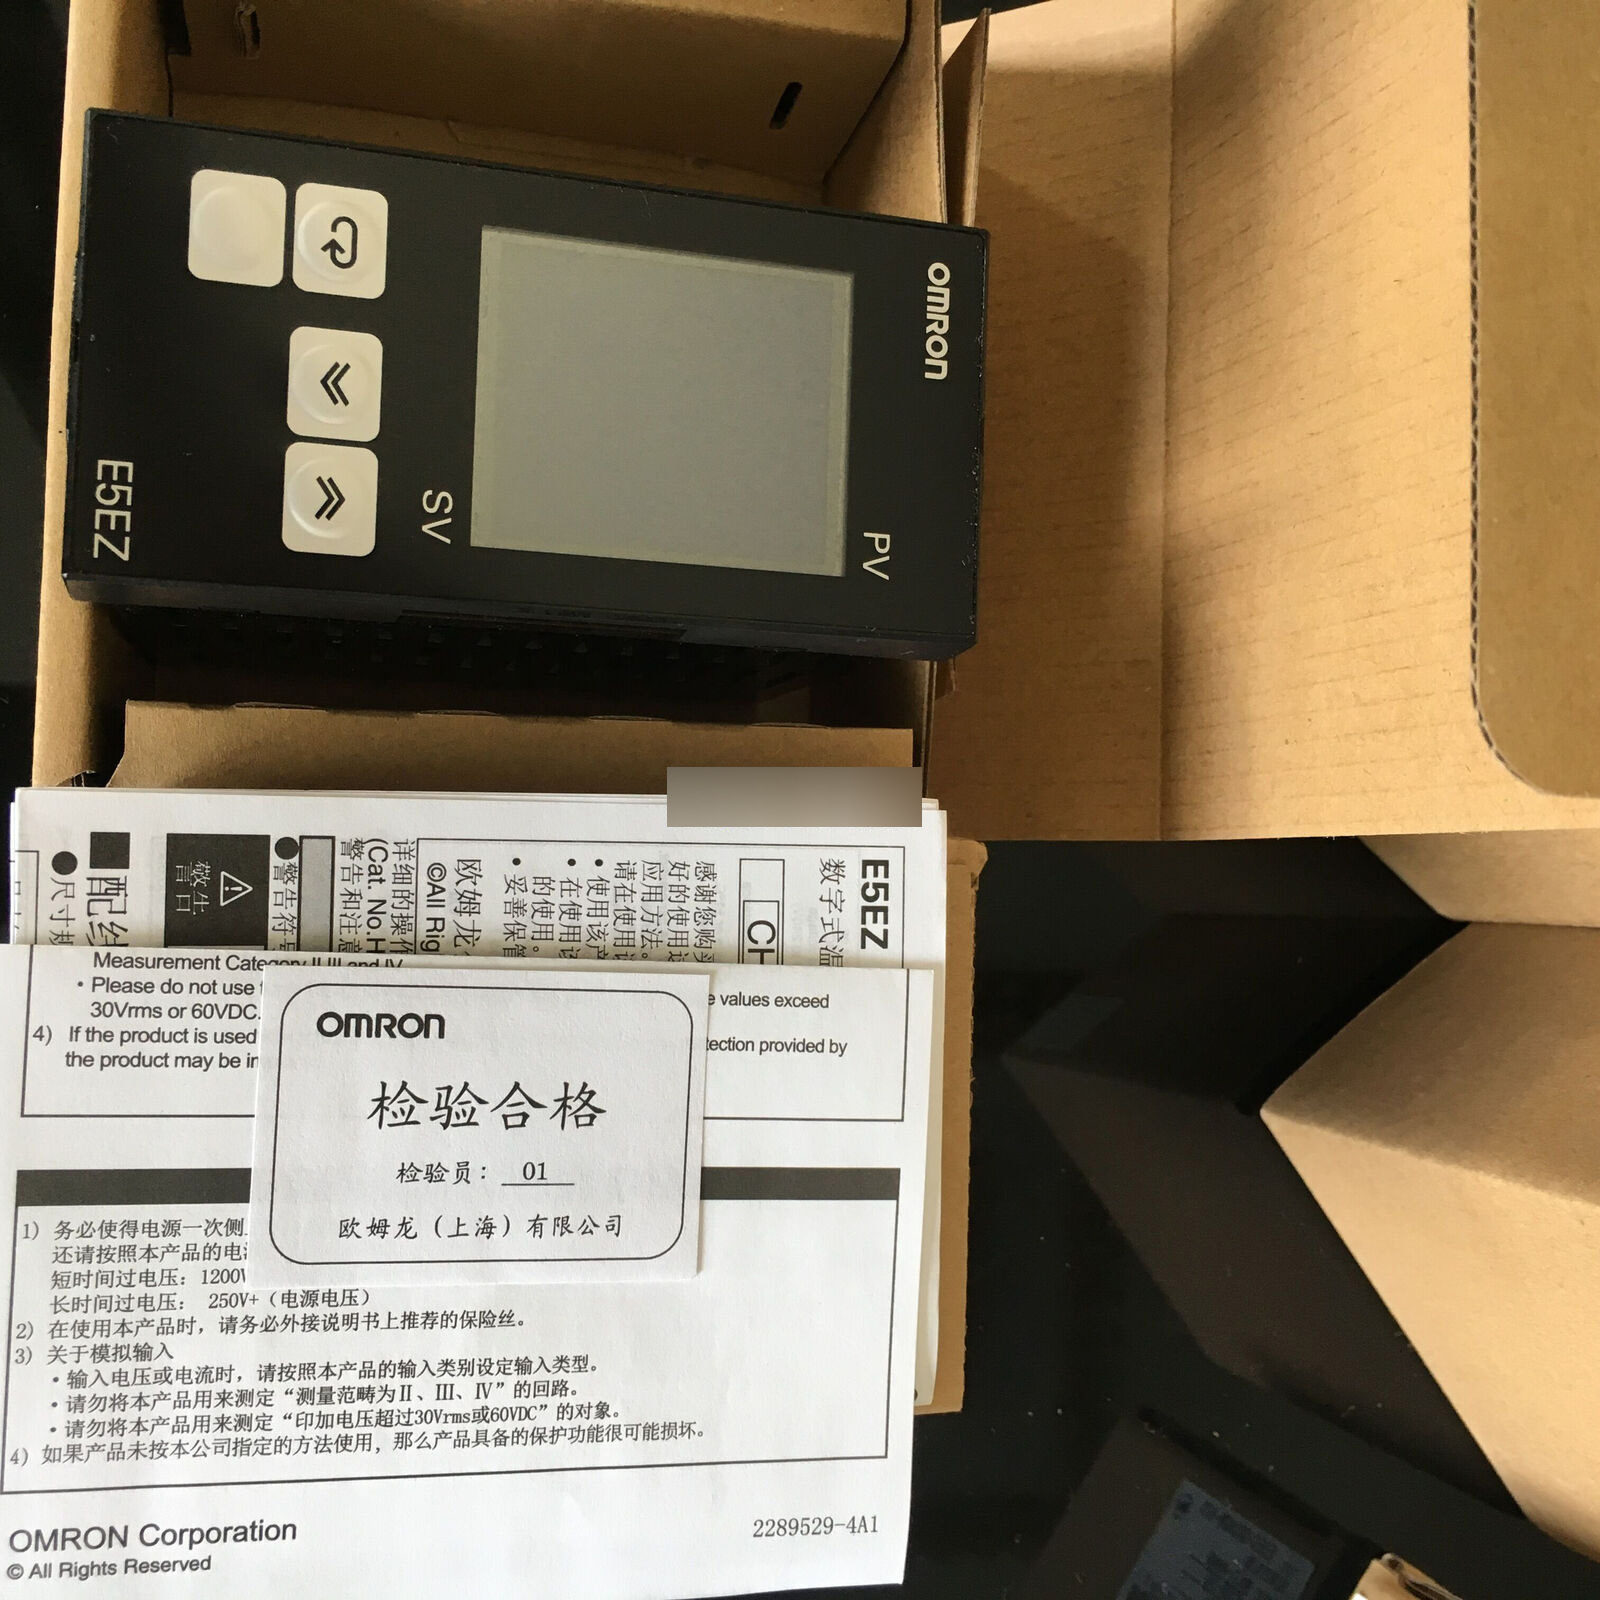 OMRON
PV
SV
E5EZ
E5EZ
数字式温
CH
感谢您购买
好的使用这
应用方法。
请在使用该
• 使用该产
• 在使用该
的使用。
• 妥善保管
欧姆龙
©All Rig
详细的操作
(Cat. No.H
警告和注意
●警告符号
警告
■配线
●尺寸规
Measurement Category II,III and IV
• Please do not use
e values exceed
30Vrms or 60VDC.
4) If the product is used
tection provided by
the product may be im
OMRON
检验合格
检验员： 01
欧姆龙（上海）有限公司
1) 务必使得电源一次侧
还请按照本产品的电源
短时间过电压：1200V
长时间过电压： 250V+（电源电压）
2) 在使用本产品时，请务必外接说明书上推荐的保险丝。
3) 关于模拟输入
• 输入电压或电流时，请按照本产品的输入类别设定输入类型。
• 请勿将本产品用来测定“测量范畴为Ⅱ、Ⅲ、Ⅳ”的回路。
• 请勿将本产品用来测定“印加电压超过30Vrms或60VDC”的对象。
4) 如果产品未按本公司指定的方法使用，那么产品具备的保护功能很可能损坏。
OMRON Corporation
© All Rights Reserved
2289529-4A1